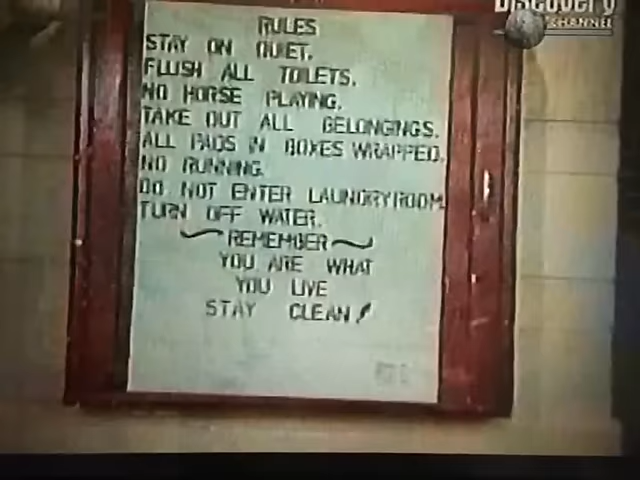 Discovery
CHANNEL
RULES
STAY ON QUIET.
FLUSH ALL TOILETS.
NO HORSE PLAYING.
TAKE OUT ALL BELONGINGS.
ALL PADS IN BOXES WRAPPED.
NO RUNNING.
DO NOT ENTER LAUNDRYROOM.
TURN OFF WATER.
REMEMBER
YOU ARE WHAT
YOU LIVE
STAY CLEAN!